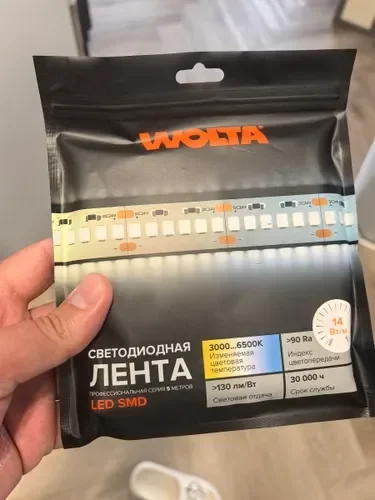 WOLTA
СВЕТОДИОДНАЯ
ЛЕНТА
ПРОФЕССИОНАЛЬНАЯ СЕРИЯ 5 МЕТРОВ
LED SMD
3000...6500K
Изменяемая
цветовая
температура
>90 Ra
Индекс
цветопередачи
>130 лм/Вт
Световая отдача
30 000 ч
Срок службы
14
Вт/м